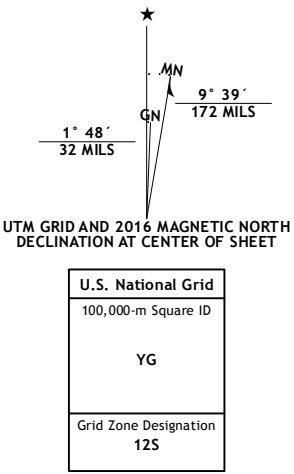 ★
MN
GN
9° 39´
172 MILS
1° 48´
32 MILS
UTM GRID AND 2016 MAGNETIC NORTH
DECLINATION AT CENTER OF SHEET
U.S. National Grid
100,000-m Square ID
YG
Grid Zone Designation
12S